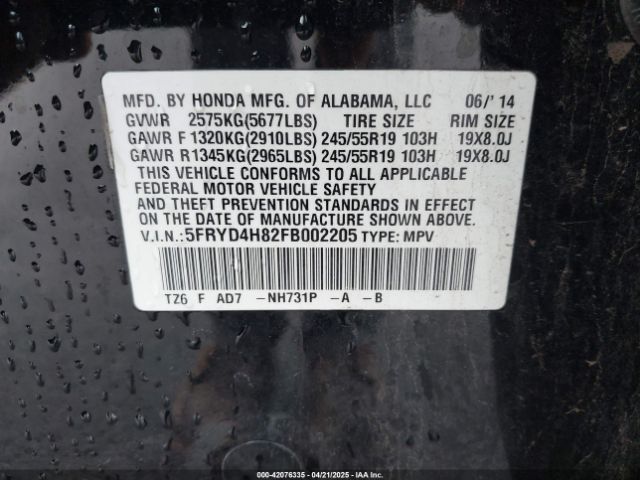 MFD. BY HONDA MFG. OF ALABAMA, LLC 06/'14
GVWR 2575KG(5677LBS) TIRE SIZE RIM SIZE
GAWR F 1320KG(2910LBS) 245/55R19 103H 19X8.0J
GAWR R1345KG(2965LBS) 245/55R19 103H 19X8.0J
THIS VEHICLE CONFORMS TO ALL APPLICABLE
FEDERAL MOTOR VEHICLE SAFETY
AND THEFT PREVENTION STANDARDS IN EFFECT
ON THE DATE OF MANUFACTURE SHOWN ABOVE.
V.I.N.:5FRYD4H82FB002205 TYPE: MPV
TZ6 F AD7 -NH731P -A -B
000-42076335 - 04/21/2025 - IAA Inc.